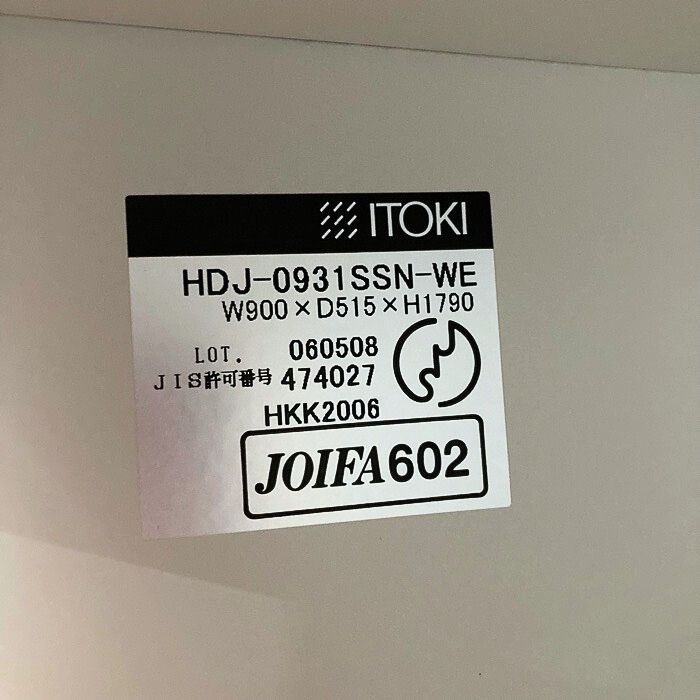 ITOKI
HDJ-0931SSN-WE
W900×D515×H1790
LOT. 060508
JIS許可番号 474027
HKK2006
JOIFA602